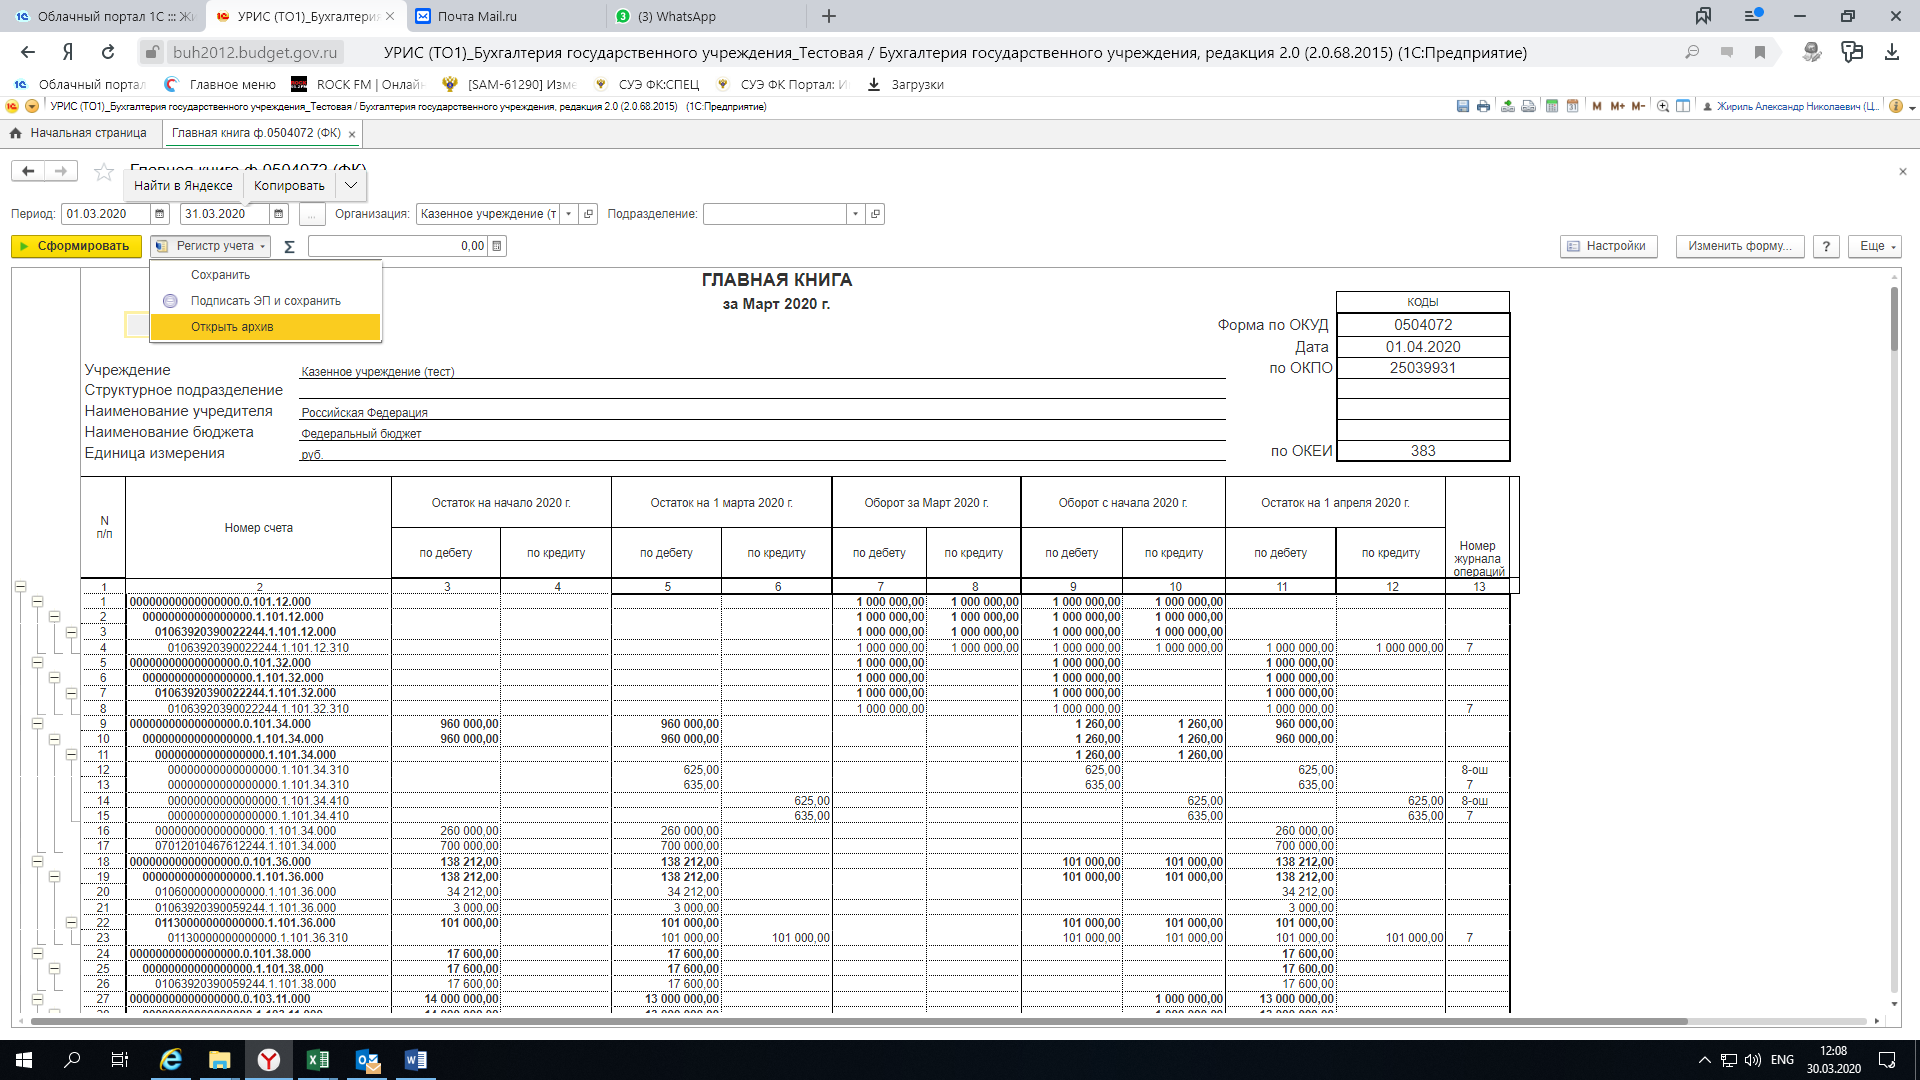 Облачный портал 1С ::: Жи
УРИС (ТО1)_Бухгалтерия
Почта Mail.ru
(3) WhatsApp
buh2012.budget.gov.ru
УРИС (ТО1)_Бухгалтерия государственного учреждения_Тестовая / Бухгалтерия государственного учреждения, редакция 2.0 (2.0.68.2015) (1С:Предприятие)
Облачный портал
Главное меню
ROCK FM | Онлайн
[SAM-61290] Изме
СУЭ ФК:СПЕЦ
СУЭ ФК Портал: И
Загрузки
УРИС (ТО1)_Бухгалтерия государственного учреждения_Тестовая / Бухгалтерия государственного учреждения, редакция 2.0 (2.0.68.2015) (1С:Предприятие)
M M+ M-
Жириль Александр Николаевич (Ц...
Начальная страница
Главная книга ф.0504072 (ФК)
Главная книга ф.0504072 (ФК)
Найти в Яндексе Копировать
Период: 01.03.2020 31.03.2020 ... Организация: Казенное учреждение (т Подразделение:
Сформировать Регистр учета Σ 0,00 Настройки Изменить форму... ? Еще
Сохранить
Подписать ЭП и сохранить
Открыть архив
ГЛАВНАЯ КНИГА
за Март 2020 г.
КОДЫ
Форма по ОКУД 0504072
Дата 01.04.2020
Учреждение Казенное учреждение (тест) по ОКПО 25039931
Структурное подразделение
Наименование учредителя Российская Федерация
Наименование бюджета Федеральный бюджет
Единица измерения руб. по ОКЕИ 383
N п/п Номер счета Остаток на начало 2020 г. Остаток на 1 марта 2020 г. Оборот за Март 2020 г. Оборот с начала 2020 г. Остаток на 1 апреля 2020 г. Номер журнала операций
по дебету по кредиту по дебету по кредиту по дебету по кредиту по дебету по кредиту по дебету по кредиту
1 2 3 4 5 6 7 8 9 10 11 12 13
1 00000000000000000.0.101.12.000 1 000 000,00 1 000 000,00 1 000 000,00 1 000 000,00
2 00000000000000000.1.101.12.000 1 000 000,00 1 000 000,00 1 000 000,00 1 000 000,00
3 01063920390022244.1.101.12.000 1 000 000,00 1 000 000,00 1 000 000,00 1 000 000,00
4 01063920390022244.1.101.12.310 1 000 000,00 1 000 000,00 1 000 000,00 1 000 000,00 1 000 000,00 1 000 000,00 7
5 00000000000000000.0.101.32.000 1 000 000,00 1 000 000,00 1 000 000,00
6 00000000000000000.1.101.32.000 1 000 000,00 1 000 000,00 1 000 000,00
7 01063920390022244.1.101.32.000 1 000 000,00 1 000 000,00 1 000 000,00
8 01063920390022244.1.101.32.310 1 000 000,00 1 000 000,00 1 000 000,00 7
9 00000000000000000.0.101.34.000 960 000,00 960 000,00 1 260,00 1 260,00 960 000,00
10 00000000000000000.1.101.34.000 960 000,00 960 000,00 1 260,00 1 260,00 960 000,00
11 00000000000000000.1.101.34.000 1 260,00 1 260,00
12 00000000000000000.1.101.34.310 625,00 625,00 625,00 8-ош
13 00000000000000000.1.101.34.310 635,00 635,00 635,00 7
14 00000000000000000.1.101.34.410 625,00 625,00 625,00 8-ош
15 00000000000000000.1.101.34.410 635,00 635,00 635,00 7
16 00000000000000000.1.101.34.000 260 000,00 260 000,00 260 000,00
17 07012010467612244.1.101.34.000 700 000,00 700 000,00 700 000,00
18 00000000000000000.0.101.36.000 138 212,00 138 212,00 101 000,00 101 000,00 138 212,00
19 00000000000000000.1.101.36.000 138 212,00 138 212,00 101 000,00 101 000,00 138 212,00
20 01060000000000000.1.101.36.000 34 212,00 34 212,00 34 212,00
21 01063920390059244.1.101.36.000 3 000,00 3 000,00 3 000,00
22 01130000000000000.1.101.36.000 101 000,00 101 000,00 101 000,00 101 000,00 101 000,00
23 01130000000000000.1.101.36.310 101 000,00 101 000,00 101 000,00 101 000,00 101 000,00 101 000,00 7
24 00000000000000000.0.101.38.000 17 600,00 17 600,00 17 600,00
25 00000000000000000.1.101.38.000 17 600,00 17 600,00 17 600,00
26 01063920390059244.1.101.38.000 17 600,00 17 600,00 17 600,00
27 00000000000000000.0.103.11.000 14 000 000,00 13 000 000,00 1 000 000,00 13 000 000,00
ENG
12:08
30.03.2020